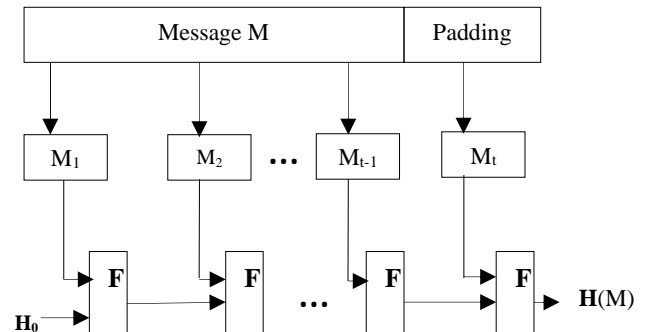 Message M Padding
M1 M2 ... Mt-1 Mt
F F F F
H0 ... H(M)